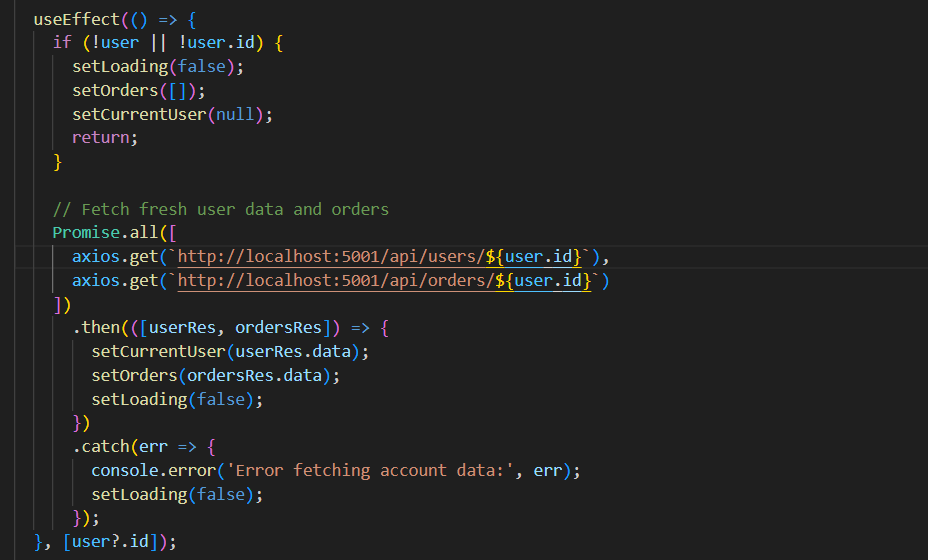 useEffect(() => {
  if (!user || !user.id) {
    setLoading(false);
    setOrders([]);
    setCurrentUser(null);
    return;
  }

  // Fetch fresh user data and orders
  Promise.all([
    axios.get(`http://localhost:5001/api/users/${user.id}`),
    axios.get(`http://localhost:5001/api/orders/${user.id}`)
  ])
    .then(([userRes, ordersRes]) => {
      setCurrentUser(userRes.data);
      setOrders(ordersRes.data);
      setLoading(false);
    })
    .catch(err => {
      console.error('Error fetching account data:', err);
      setLoading(false);
    });
}, [user?.id]);